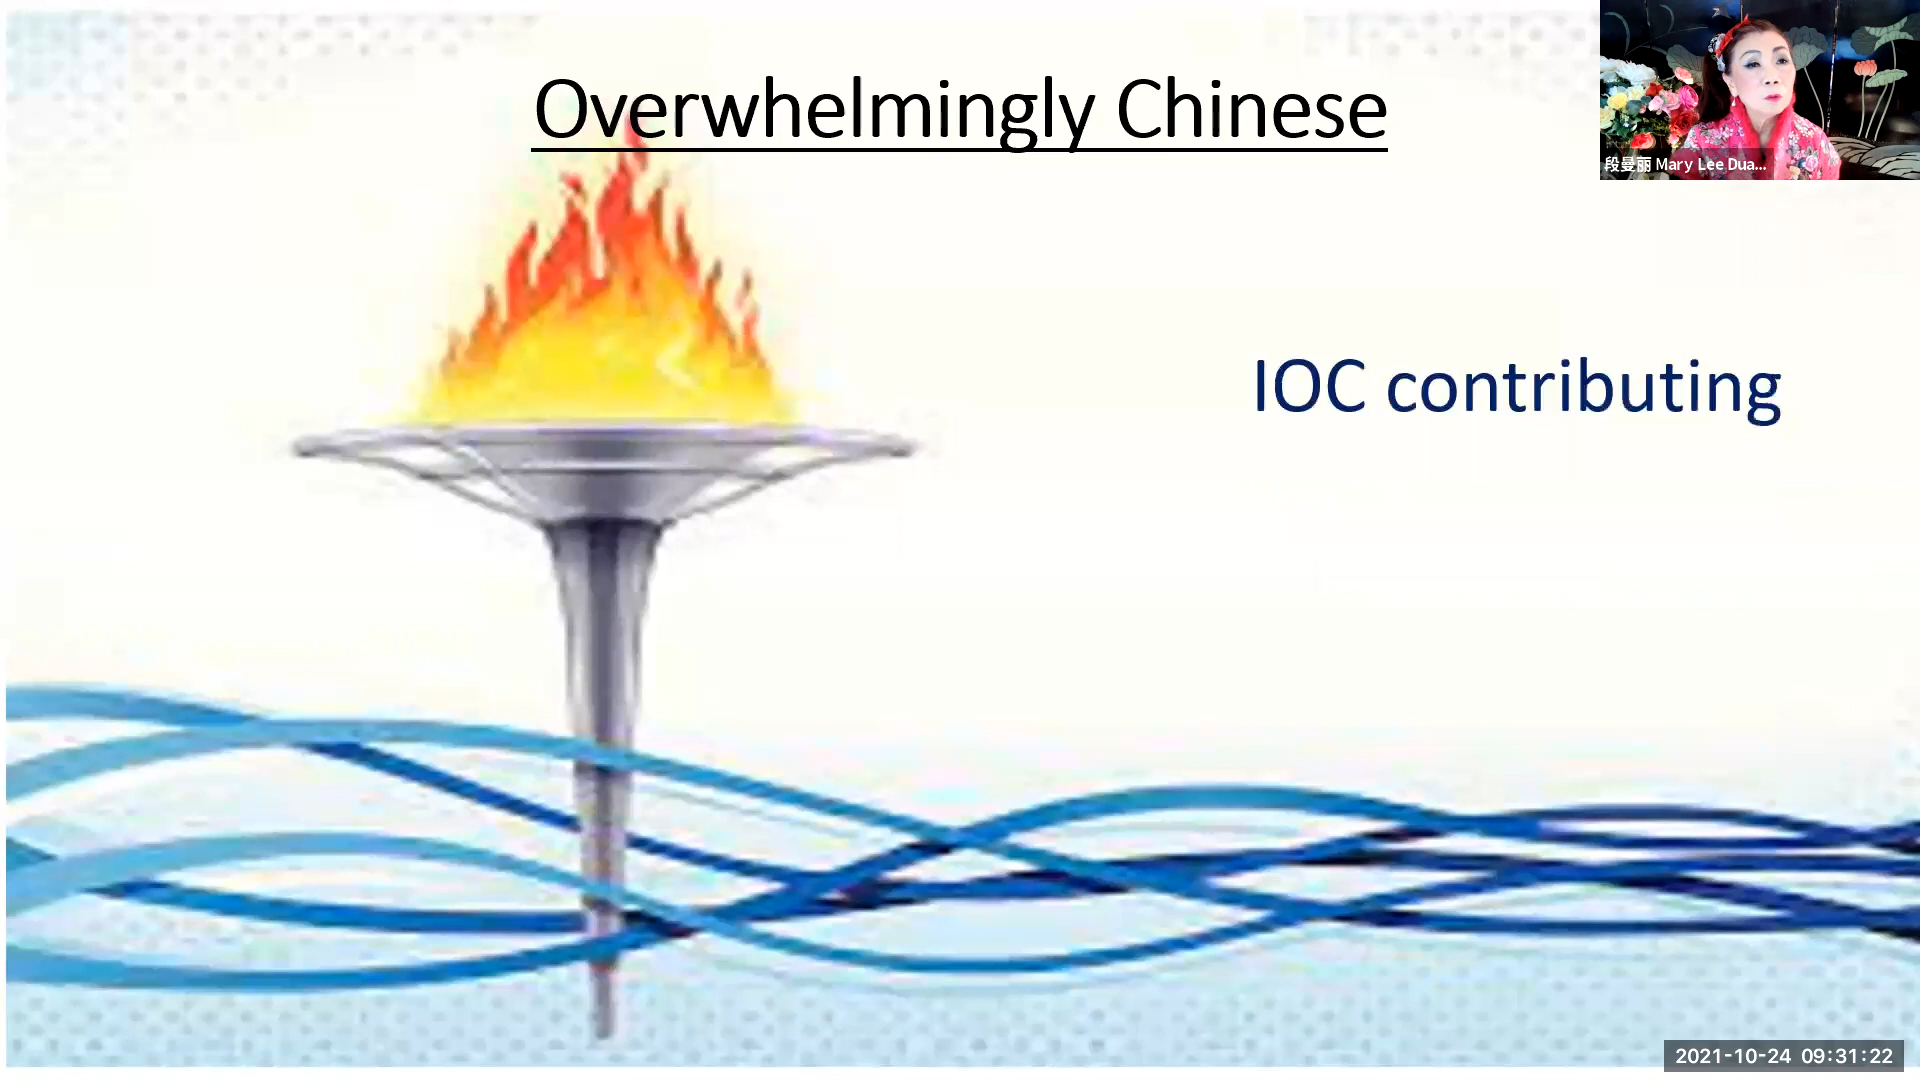 Overwhelmingly Chinese
段曼丽 Mary Lee Dua...
IOC contributing
2021-10-24 09:31:22